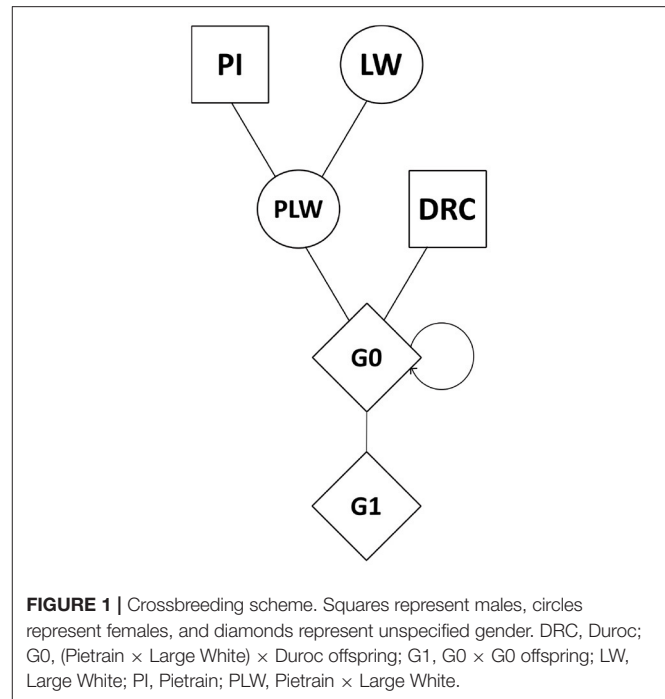 PI
LW
PLW
DRC
G0
G1
FIGURE 1 | Crossbreeding scheme. Squares represent males, circles
represent females, and diamonds represent unspecified gender. DRC, Duroc;
G0, (Pietrain × Large White) × Duroc offspring; G1, G0 × G0 offspring; LW,
Large White; PI, Pietrain; PLW, Pietrain × Large White.